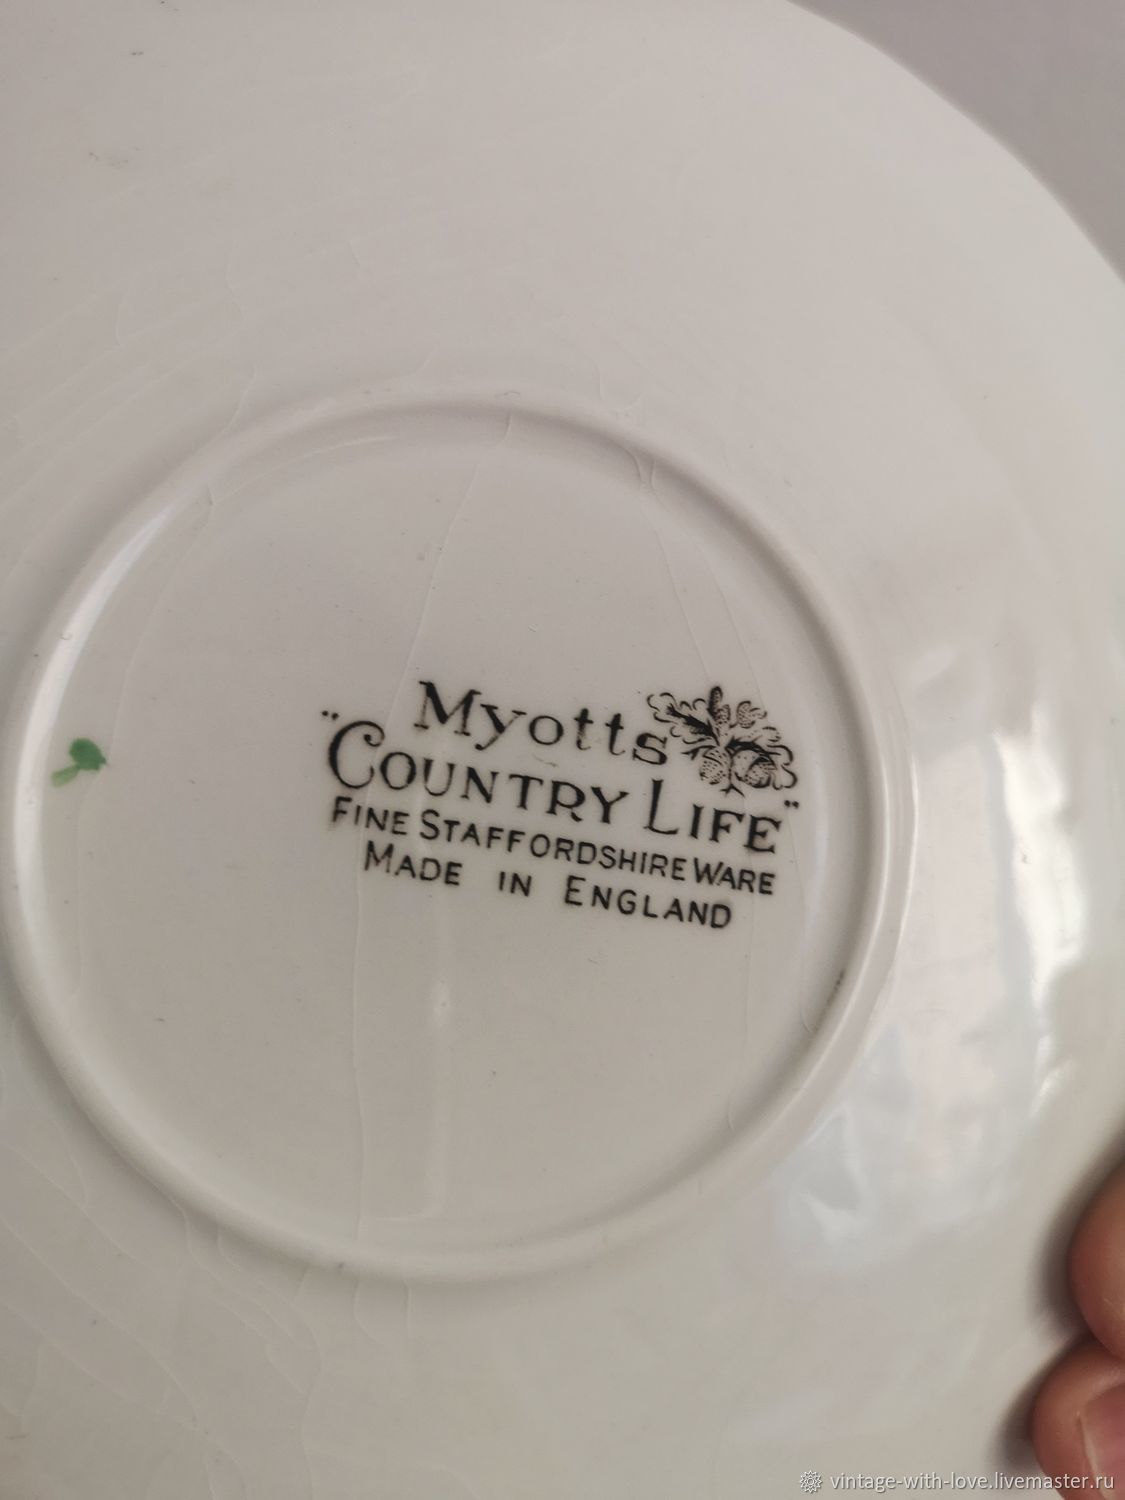 Myotts
"COUNTRY LIFE"
FINE STAFFORDSHIRE WARE
MADE IN ENGLAND
vintage-with-love.livemaster.ru